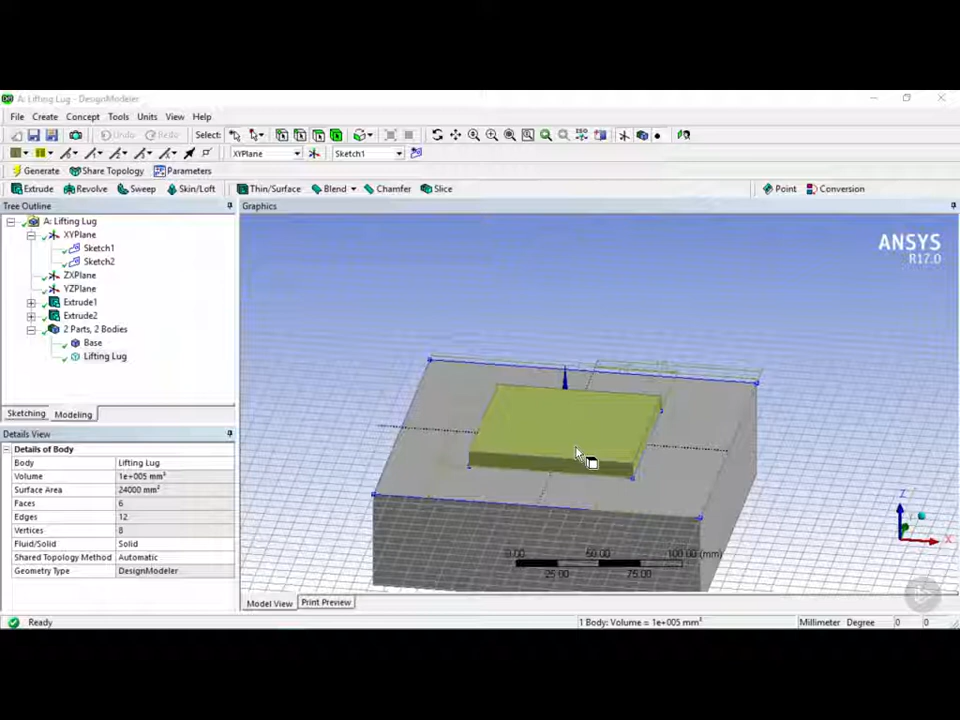 A: Lifting Lug - DesignModeler
File Create Concept Tools Units View Help
Undo Redo Select:
XYPlane Sketch1
Generate Share Topology Parameters
Extrude Revolve Sweep Skin/Loft Thin/Surface Blend Chamfer Slice Point Conversion
Tree Outline
Graphics
A: Lifting Lug
XYPlane
Sketch1
Sketch2
ZXPlane
YZPlane
Extrude1
Extrude2
2 Parts, 2 Bodies
Base
Lifting Lug
Sketching Modeling
Details View
Details of Body
Body Lifting Lug
Volume 1e+005 mm³
Surface Area 24000 mm²
Faces 6
Edges 12
Vertices 8
Fluid/Solid Solid
Shared Topology Method Automatic
Geometry Type DesignModeler
ANSYS
R17.0
Z
X
0.00 50.00 100.00 (mm)
25.00 75.00
Model View Print Preview
Ready 1 Body: Volume = 1e+005 mm³ Millimeter Degree 0 0